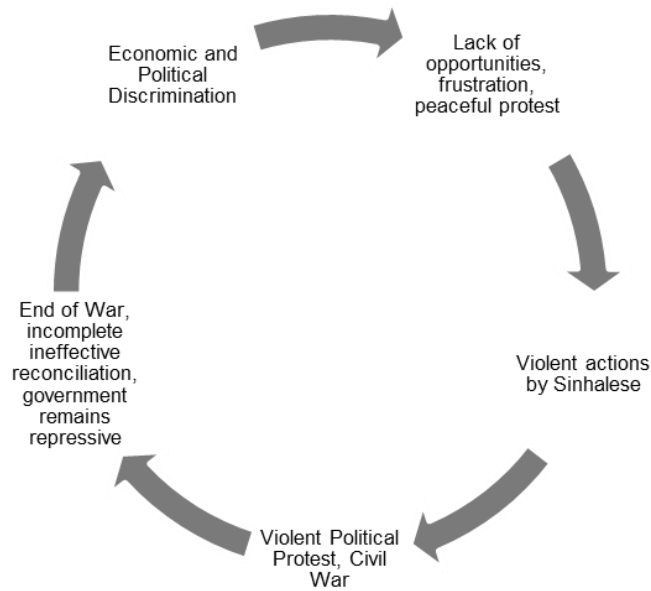 Economic and
Political
Discrimination
Lack of
opportunities,
frustration,
peaceful protest
Violent actions
by Sinhalese
Violent Political
Protest, Civil
War
End of War,
incomplete
ineffective
reconciliation,
government
remains
repressive